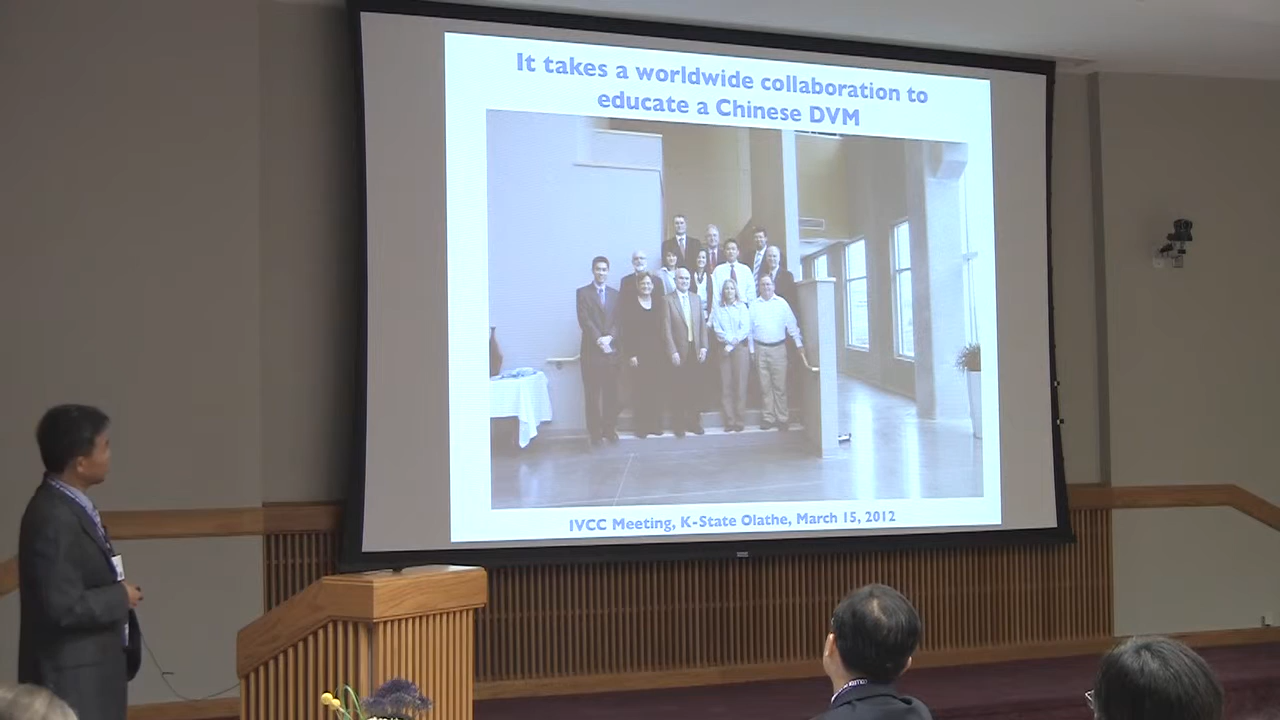 It takes a worldwide collaboration to
educate a Chinese DVM
IVCC Meeting, K-State Olathe, March 15, 2012